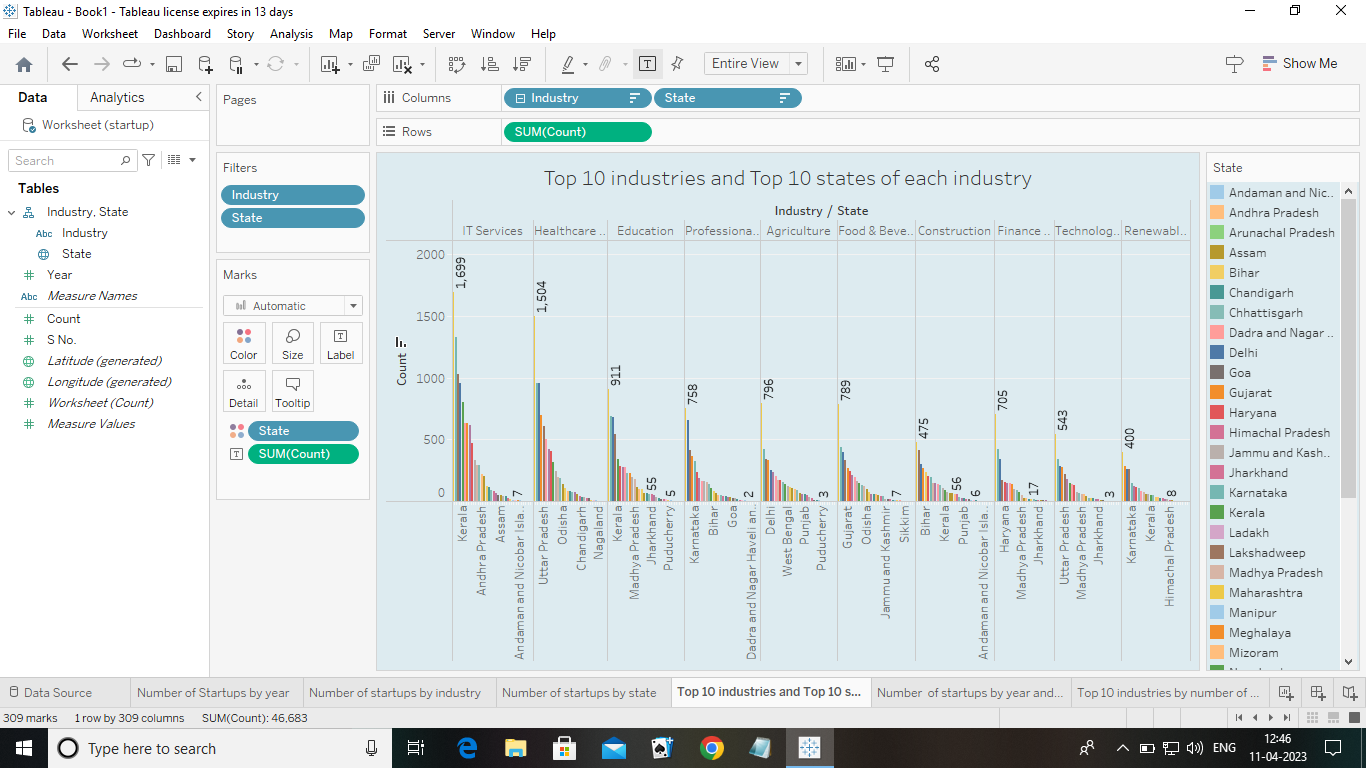 Tableau - Book1 - Tableau license expires in 13 days
File Data Worksheet Dashboard Story Analysis Map Format Server Window Help
Entire View
Show Me
Data Analytics
Worksheet (startup)
Search
Tables
Industry, State
Abc Industry
State
Year
Abc Measure Names
Count
S No.
Latitude (generated)
Longitude (generated)
Worksheet (Count)
Measure Values
Pages
Filters
Industry
State
Marks
Automatic
Color Size Label
Detail Tooltip
State
SUM(Count)
Columns Industry State
Rows SUM(Count)
Top 10 industries and Top 10 states of each industry
Industry / State
IT Services Healthcare .. Education Professiona.. Agriculture Food & Beve.. Construction Finance .. Technolog.. Renewabl..
Count
2000
1500
1000
500
0
1,699 7 1,504 911 55 5 758 2 796 3 789 7 475 56 6 705 17 543 3 400 8
Kerala
Andhra Pradesh
Assam
Andaman and Nicobar Isla..
Uttar Pradesh
Odisha
Chandigarh
Nagaland
Kerala
Madhya Pradesh
Jharkhand
Puducherry
Karnataka
Bihar
Goa
Dadra and Nagar Haveli an..
Delhi
West Bengal
Punjab
Puducherry
Gujarat
Odisha
Jammu and Kashmir
Sikkim
Bihar
Kerala
Punjab
Andaman and Nicobar Isla..
Haryana
Madhya Pradesh
Jharkhand
Uttar Pradesh
Madhya Pradesh
Jharkhand
Karnataka
Kerala
Himachal Pradesh
State
Andaman and Nic..
Andhra Pradesh
Arunachal Pradesh
Assam
Bihar
Chandigarh
Chhattisgarh
Dadra and Nagar ..
Delhi
Goa
Gujarat
Haryana
Himachal Pradesh
Jammu and Kash..
Jharkhand
Karnataka
Kerala
Ladakh
Lakshadweep
Madhya Pradesh
Maharashtra
Manipur
Meghalaya
Mizoram
Data Source Number of Startups by year Number of startups by industry Number of startups by state Top 10 industries and Top 10 s... Number of startups by year and... Top 10 industries by number of ...
309 marks 1 row by 309 columns SUM(Count): 46,683
Type here to search
ENG
12:46
11-04-2023